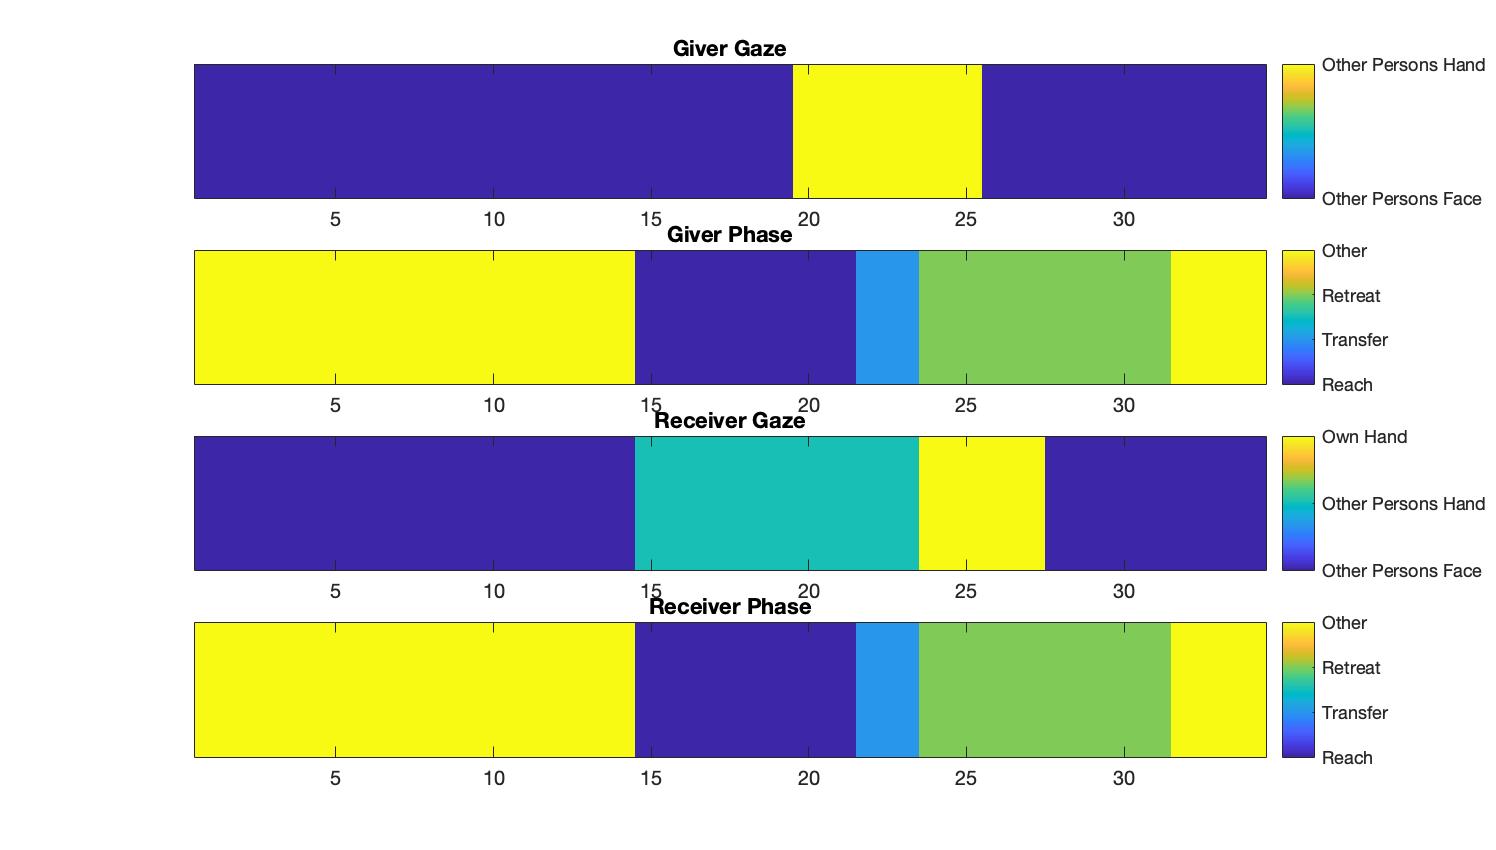 Giver Gaze
Other Persons Hand
Other Persons Face
5 10 15 20 25 30
Giver Phase
Other
Retreat
Transfer
Reach
5 10 15 20 25 30
Receiver Gaze
Own Hand
Other Persons Hand
Other Persons Face
5 10 15 20 25 30
Receiver Phase
Other
Retreat
Transfer
Reach
5 10 15 20 25 30